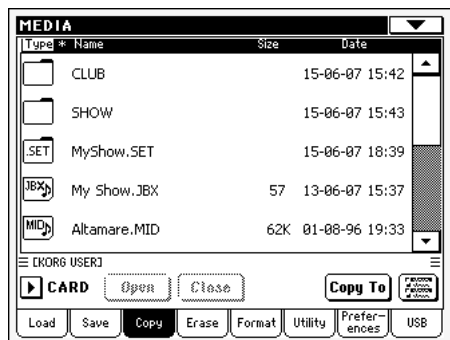 MEDIA
Type * Name Size Date
CLUB 15-06-07 15:42
SHOW 15-06-07 15:43
.SET MyShow.SET 15-06-07 18:39
JBX My Show.JBX 57 13-06-07 15:37
MID Altamare.MID 62K 01-08-96 19:33
[KORG USER]
CARD Open Close Copy To
Load Save Copy Erase Format Utility Prefer-ences USB